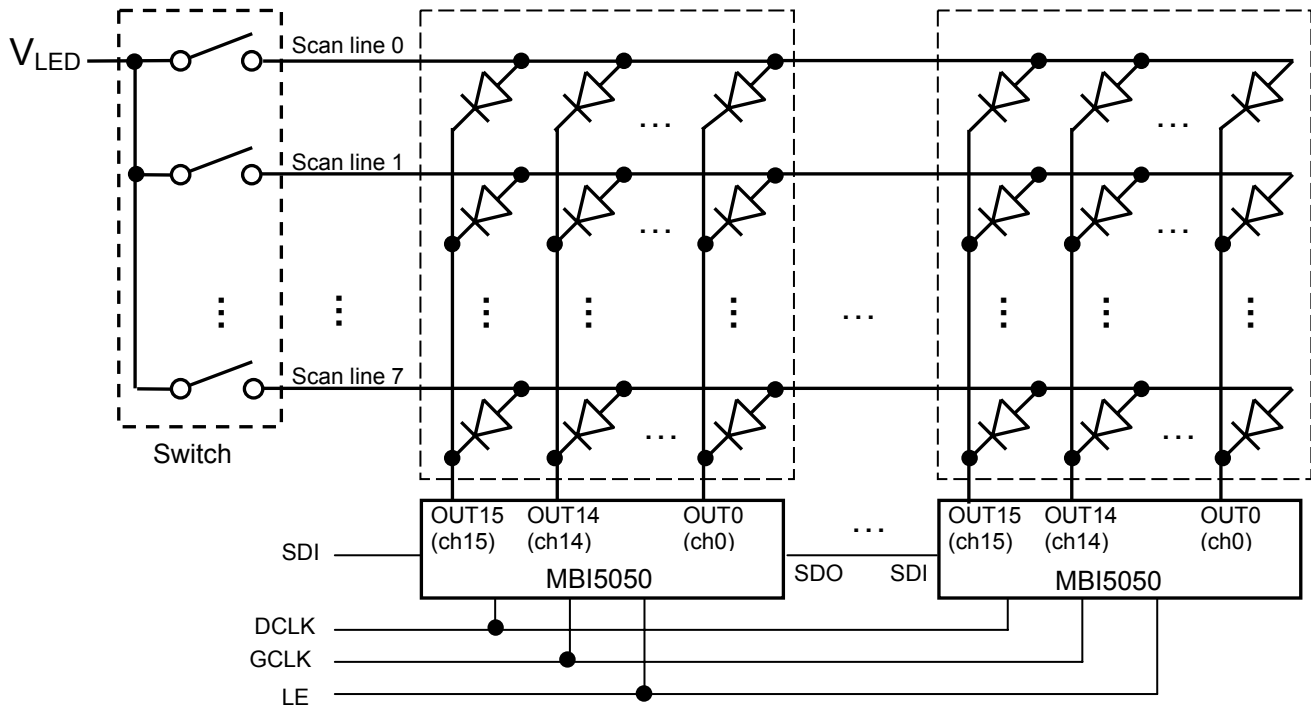 VLED
Scan line 0
Scan line 1
Scan line 7
Switch
OUT15 OUT14 OUT0
(ch15) (ch14) (ch0)
MBI5050
OUT15 OUT14 OUT0
(ch15) (ch14) (ch0)
MBI5050
SDI
SDO SDI
DCLK
GCLK
LE